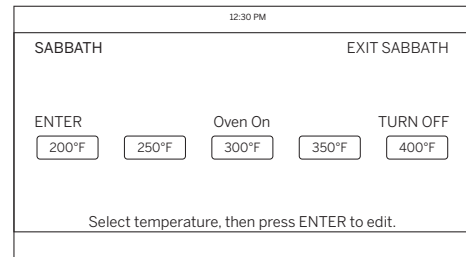 12:30 PM
SABBATH EXIT SABBATH
ENTER Oven On TURN OFF
200°F 250°F 300°F 350°F 400°F
Select temperature, then press ENTER to edit.